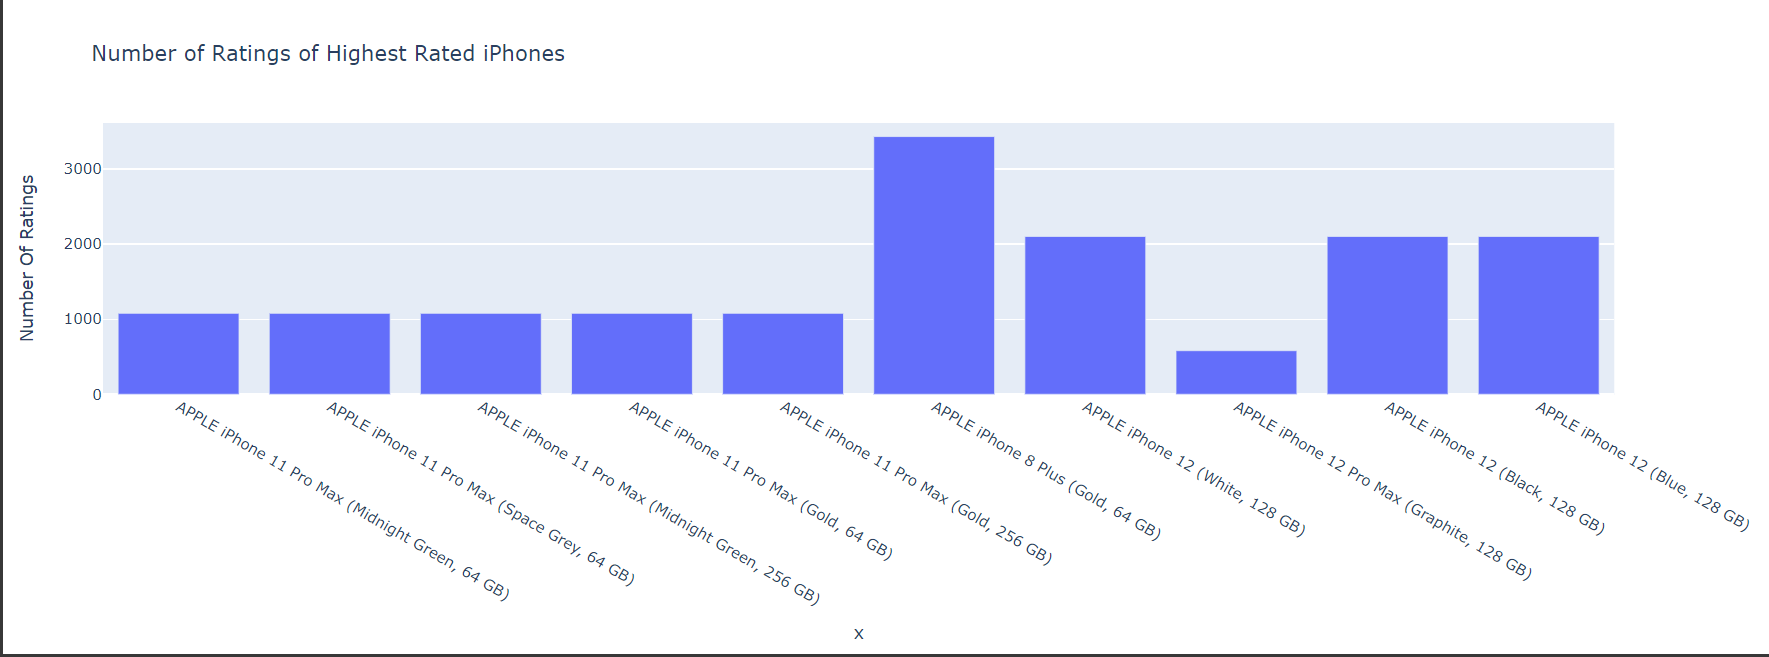 Number of Ratings of Highest Rated iPhones
Number Of Ratings
3000
2000
1000
0
APPLE iPhone 11 Pro Max (Midnight Green, 64 GB)
APPLE iPhone 11 Pro Max (Space Grey, 64 GB)
APPLE iPhone 11 Pro Max (Midnight Green, 256 GB)
APPLE iPhone 11 Pro Max (Gold, 64 GB)
APPLE iPhone 11 Pro Max (Gold, 256 GB)
APPLE iPhone 8 Plus (Gold, 64 GB)
APPLE iPhone 12 (White, 128 GB)
APPLE iPhone 12 Pro Max (Graphite, 128 GB)
APPLE iPhone 12 (Black, 128 GB)
APPLE iPhone 12 (Blue, 128 GB)
x